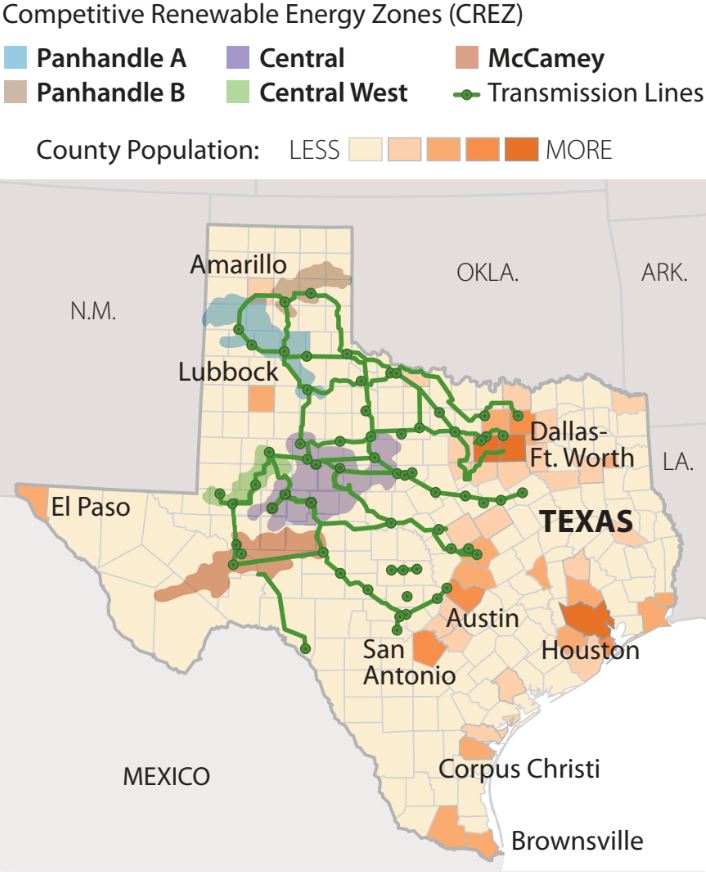 Competitive Renewable Energy Zones (CREZ)
Panhandle A
Central
McCamey
Panhandle B
Central West
Transmission Lines
County Population: LESS MORE
Amarillo
OKLA.
ARK.
N.M.
Lubbock
Dallas-
Ft. Worth
LA.
El Paso
TEXAS
Austin
Houston
San
Antonio
Corpus Christi
MEXICO
Brownsville